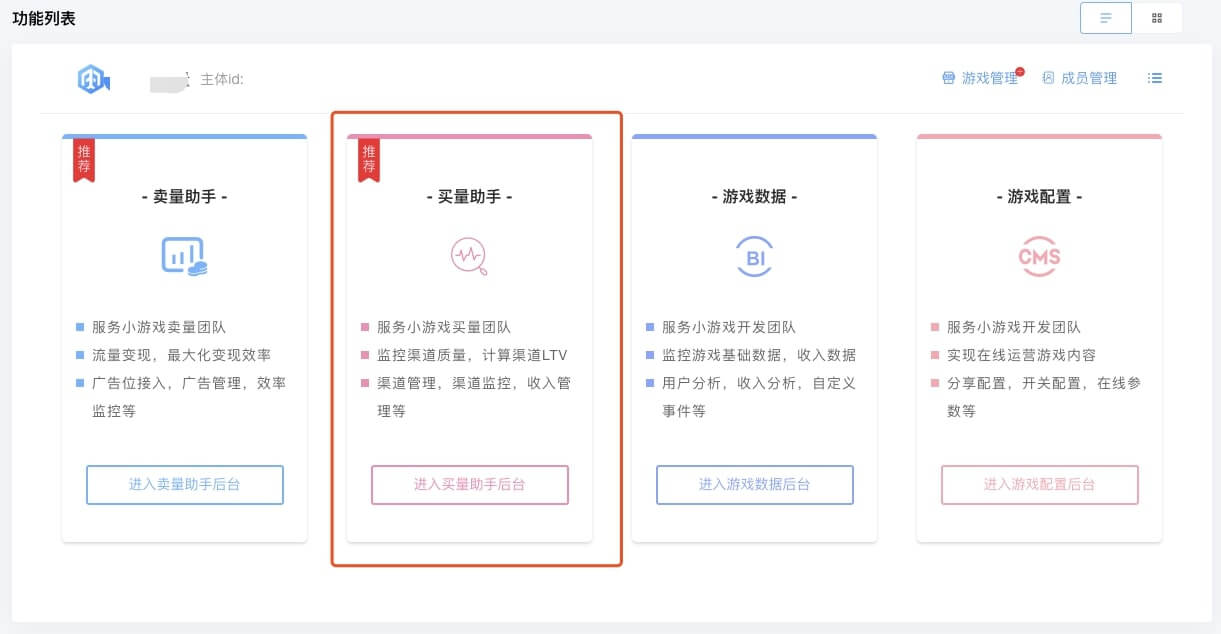 功能列表
主体id:
游戏管理
成员管理
推荐
- 卖量助手 -
服务小游戏卖量团队
流量变现，最大化变现效率
广告位接入，广告管理，效率
监控等
进入卖量助手后台
推荐
- 买量助手 -
服务小游戏买量团队
监控渠道质量，计算渠道LTV
渠道管理，渠道监控，收入管
理等
进入买量助手后台
- 游戏数据 -
BI
服务小游戏开发团队
监控游戏基础数据，收入数据
用户分析，收入分析，自定义
事件等
进入游戏数据后台
- 游戏配置 -
CMS
服务小游戏开发团队
实现在线运营游戏内容
分享配置，开关配置，在线参
数等
进入游戏配置后台